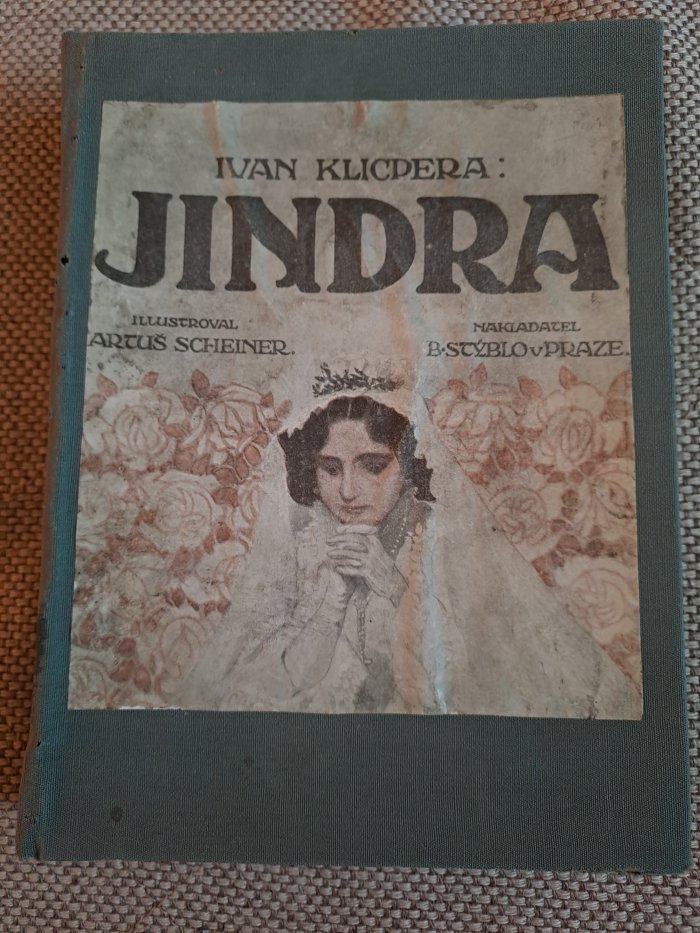 IVAN KLICPERA:
JINDRA
ILLUSTROVAL
ARTUŠ SCHEINER.
NAKLADATEL
B.STÝBLO v PRAZE.